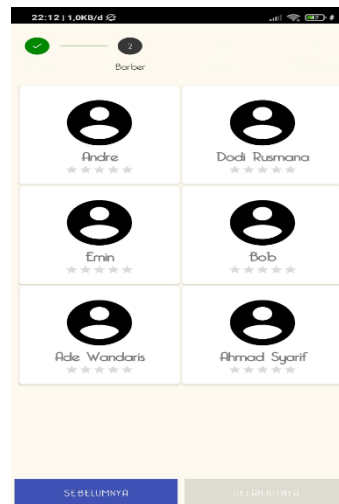 22:12 | 1,0KB/d
2
Barber
Andre
Dodi Rusmana
Emin
Bob
Ade Wandaris
Ahmad Syarif
SEBELUMNYA
SELANJUTNYA